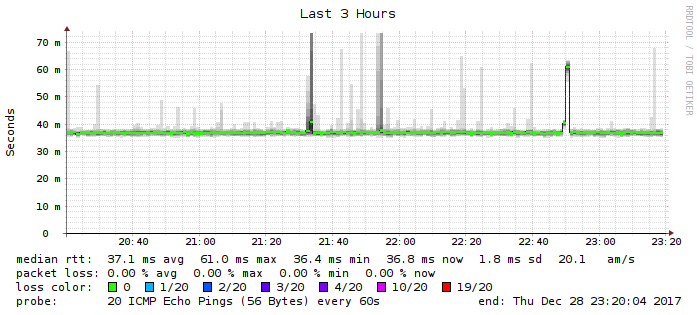 Last 3 Hours
RRDTOOL / TOBI OETIKER
Seconds
70 m
60 m
50 m
40 m
30 m
20 m
10 m
0
20:40 21:00 21:20 21:40 22:00 22:20 22:40 23:00 23:20
median rtt: 37.1 ms avg 61.0 ms max 36.4 ms min 36.8 ms now 1.8 ms sd 20.1 am/s
packet loss: 0.00 % avg 0.00 % max 0.00 % min 0.00 % now
loss color: 0 1/20 2/20 3/20 4/20 10/20 19/20
probe: 20 ICMP Echo Pings (56 Bytes) every 60s end: Thu Dec 28 23:20:04 2017